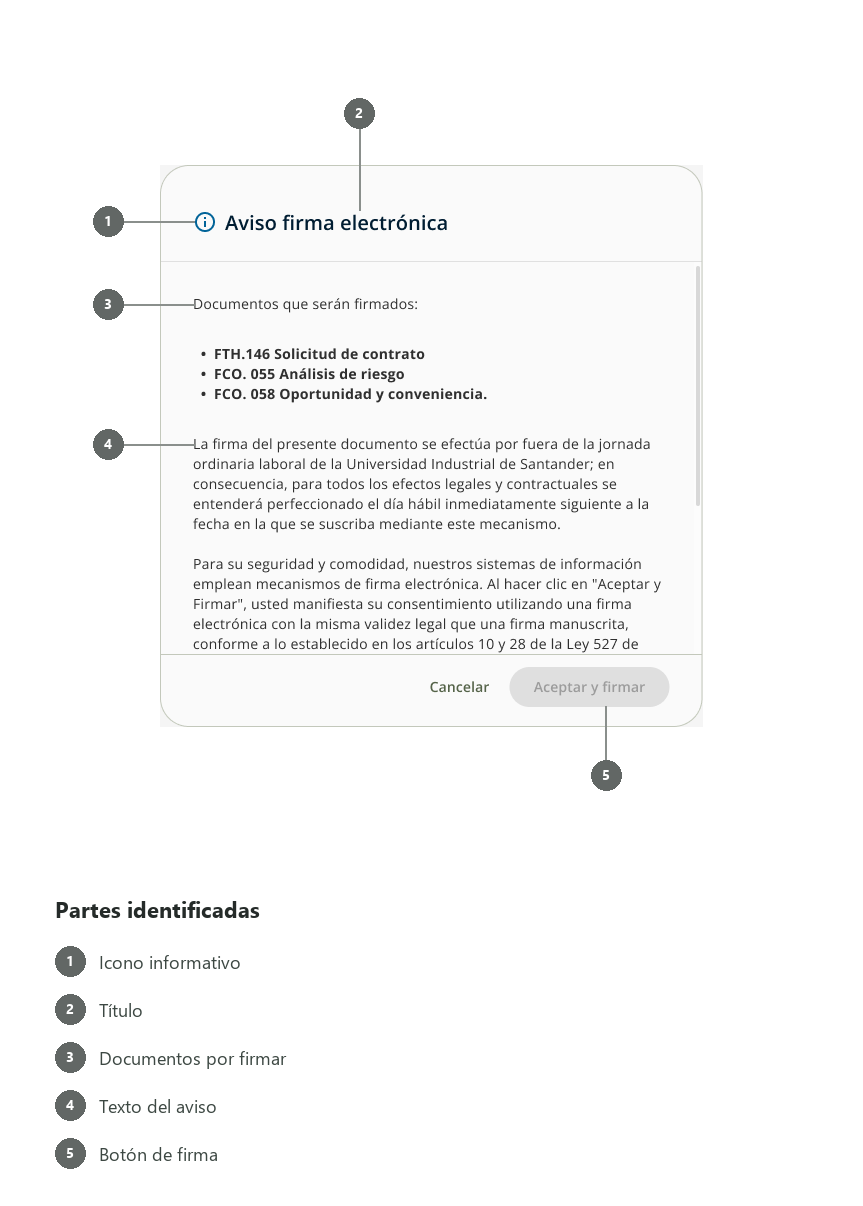 2
1
Aviso firma electrónica
3
Documentos que serán firmados:
• FTH.146 Solicitud de contrato
• FCO. 055 Análisis de riesgo
• FCO. 058 Oportunidad y conveniencia.
4
La firma del presente documento se efectúa por fuera de la jornada
ordinaria laboral de la Universidad Industrial de Santander; en
consecuencia, para todos los efectos legales y contractuales se
entenderá perfeccionado el día hábil inmediatamente siguiente a la
fecha en la que se suscriba mediante este mecanismo.
Para su seguridad y comodidad, nuestros sistemas de información
emplean mecanismos de firma electrónica. Al hacer clic en "Aceptar y
Firmar", usted manifiesta su consentimiento utilizando una firma
electrónica con la misma validez legal que una firma manuscrita,
conforme a lo establecido en los artículos 10 y 28 de la Ley 527 de
Cancelar
Aceptar y firmar
5
Partes identificadas
1 Icono informativo
2 Título
3 Documentos por firmar
4 Texto del aviso
5 Botón de firma